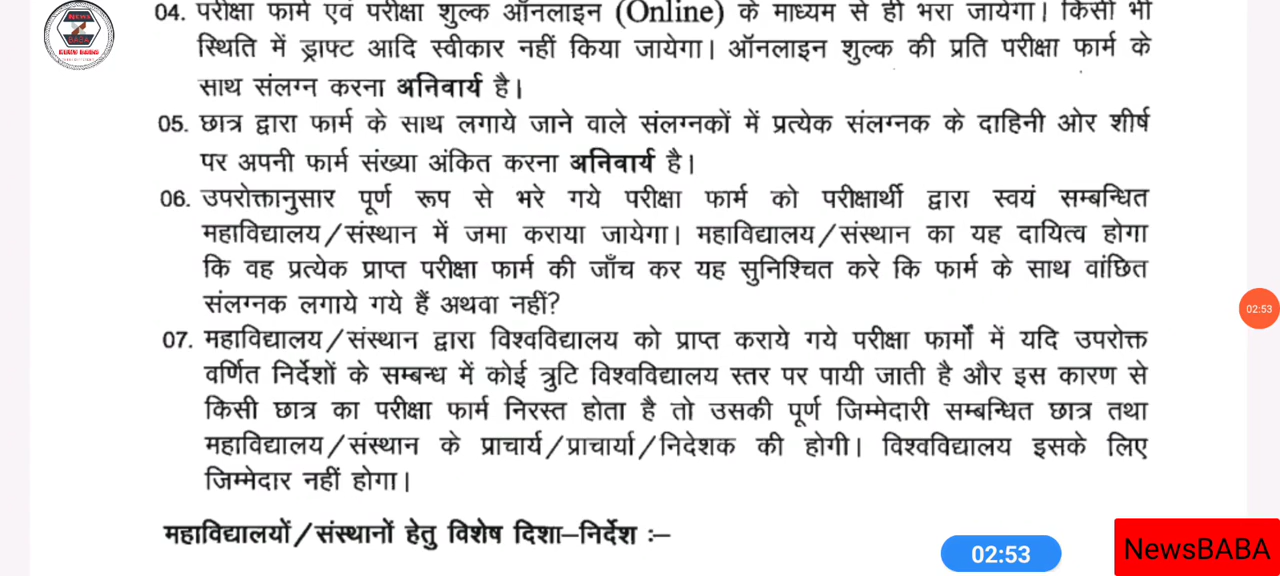 NEWS
BABA
04. परीक्षा फार्म एवं परीक्षा शुल्क ऑनलाइन (Online) के माध्यम से ही भरा जायेगा। किसी भी
स्थिति में ड्राफ्ट आदि स्वीकार नहीं किया जायेगा। ऑनलाइन शुल्क की प्रति परीक्षा फार्म के
साथ संलग्न करना अनिवार्य है।
05. छात्र द्वारा फार्म के साथ लगाये जाने वाले संलग्नकों में प्रत्येक संलग्नक के दाहिनी ओर शीर्ष
पर अपनी फार्म संख्या अंकित करना अनिवार्य है।
06. उपरोक्तानुसार पूर्ण रूप से भरे गये परीक्षा फार्म को परीक्षार्थी द्वारा स्वयं सम्बन्धित
महाविद्यालय/संस्थान में जमा कराया जायेगा। महाविद्यालय/संस्थान का यह दायित्व होगा
कि वह प्रत्येक प्राप्त परीक्षा फार्म की जाँच कर यह सुनिश्चित करे कि फार्म के साथ वांछित
संलग्नक लगाये गये हैं अथवा नहीं?
02:53
07. महाविद्यालय/संस्थान द्वारा विश्वविद्यालय को प्राप्त कराये गये परीक्षा फार्मों में यदि उपरोक्त
वर्णित निर्देशों के सम्बन्ध में कोई त्रुटि विश्वविद्यालय स्तर पर पायी जाती है और इस कारण से
किसी छात्र का परीक्षा फार्म निरस्त होता है तो उसकी पूर्ण जिम्मेदारी सम्बन्धित छात्र तथा
महाविद्यालय/संस्थान के प्राचार्य/प्राचार्या/निदेशक की होगी। विश्वविद्यालय इसके लिए
जिम्मेदार नहीं होगा।
महाविद्यालयों/संस्थानों हेतु विशेष दिशा–निर्देश :–
02:53
NewsBABA